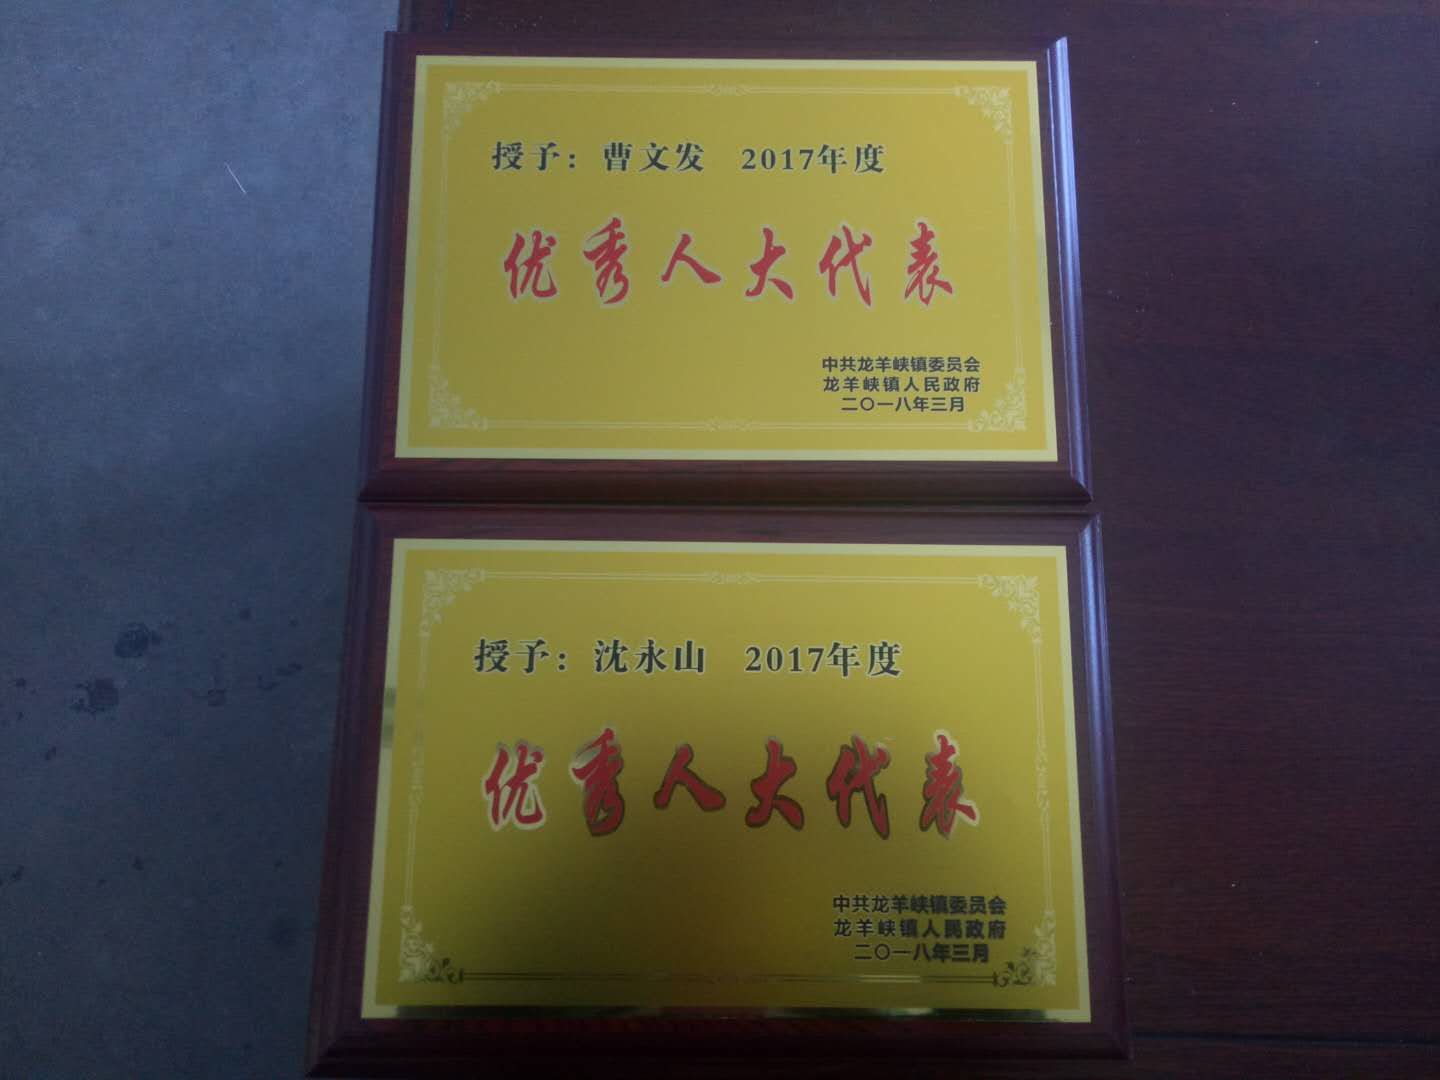 授予：曹文发 2017年度
优秀人大代表
中共龙羊峡镇委员会
龙羊峡镇人民政府
二〇一八年三月
授予：沈永山 2017年度
优秀人大代表
中共龙羊峡镇委员会
龙羊峡镇人民政府
二〇一八年三月